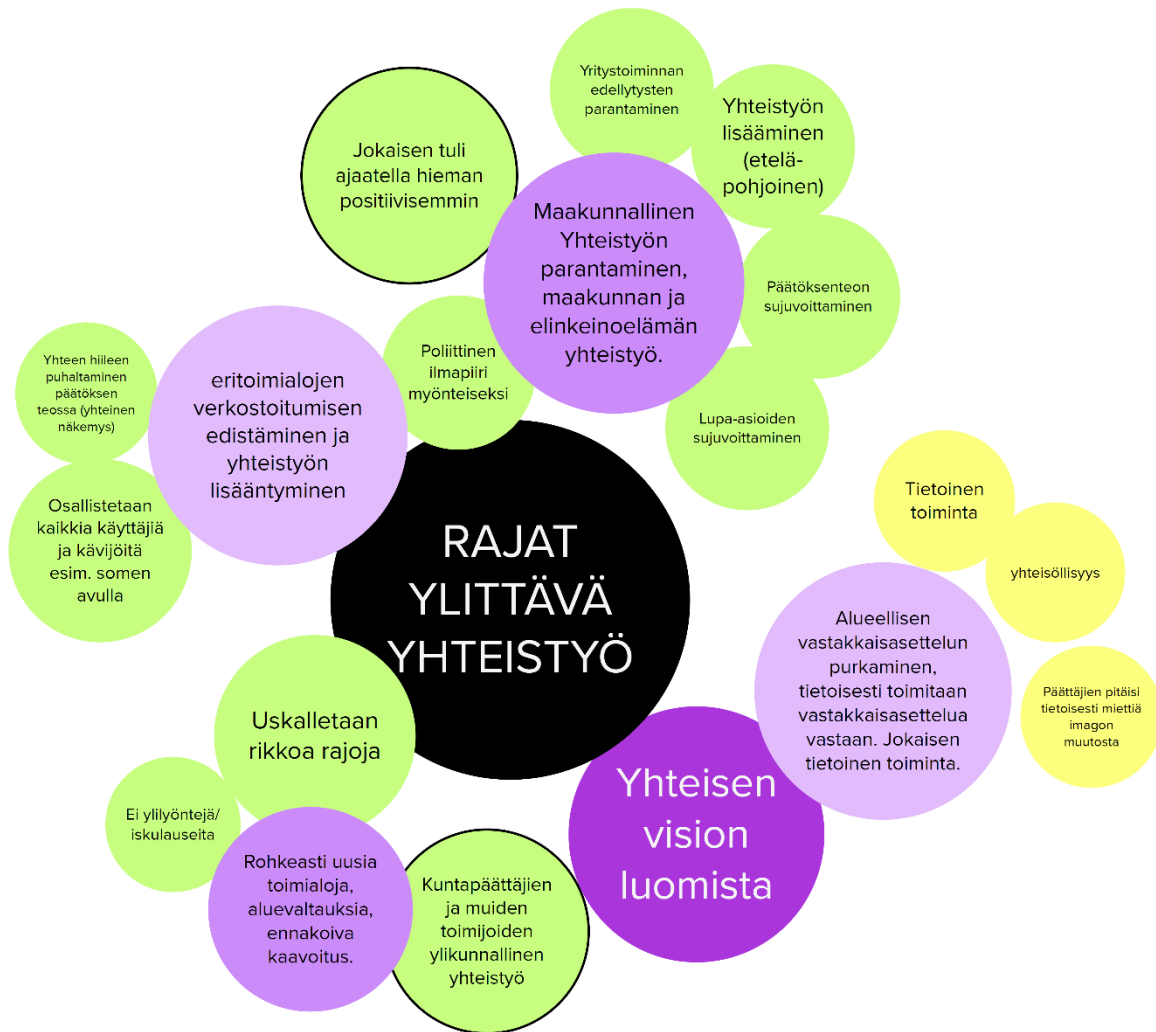 Yritystoiminnan
edellytysten
parantaminen
Yhteistyön
lisääminen
(etelä-
pohjoinen)
Jokaisen tuli
ajaatella hieman
positiivisemmin
Maakunnallinen
Yhteistyön
parantaminen,
maakunnan ja
elinkeinoelämän
yhteistyö.
Päätöksenteon
sujuvoittaminen
Poliittinen
ilmapiiri
myönteiseksi
Lupa-asioiden
sujuvoittaminen
Yhteen hiileen
puhaltaminen
päätöksen
teossa (yhteinen
näkemys)
eritoimialojen
verkostoitumisen
edistäminen ja
yhteistyön
lisääntyminen
Osallistetaan
kaikkia käyttäjiä
ja kävijöitä
esim. somen
avulla
RAJAT
YLITTÄVÄ
YHTEISTYÖ
Tietoinen
toiminta
yhteisöllisyys
Alueellisen
vastakkaisasettelun
purkaminen,
tietoisesti toimitaan
vastakkaisasettelua
vastaan. Jokaisen
tietoinen toiminta.
Päättäjien pitäisi
tietoisesti miettiä
imagon
muutosta
Uskalletaan
rikkoa rajoja
Yhteisen
vision
luomista
Ei ylilyöntejä/
iskulauseita
Rohkeasti uusia
toimialoja,
aluevaltauksia,
ennakoiva
kaavoitus.
Kuntapäättäjien
ja muiden
toimijoiden
ylikunnallinen
yhteistyö